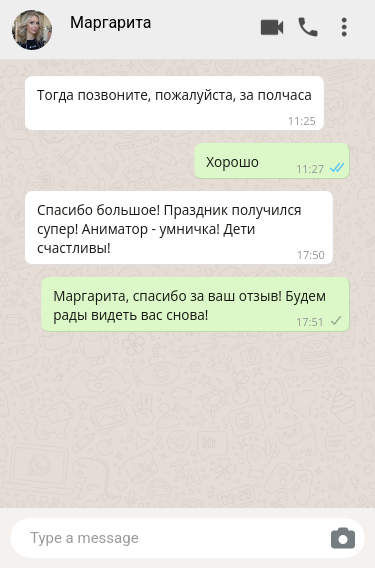 Маргарита
Тогда позвоните, пожалуйста, за полчаса
11:25
Хорошо
11:27
Спасибо большое! Праздник получился
супер! Аниматор - умничка! Дети
счастливы!
17:50
Маргарита, спасибо за ваш отзыв! Будем
рады видеть вас снова!
17:51
Type a message